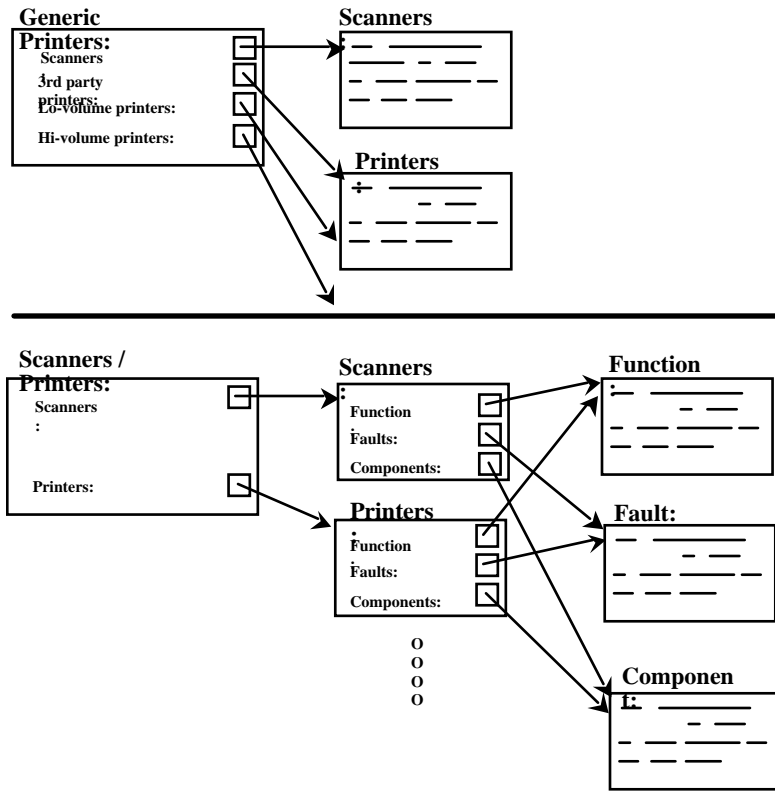 Generic
Printers:
Scanners
:
3rd party
printers:
Lo-volume printers:
Hi-volume printers:
Scanners
:
Printers
:
Scanners /
Printers:
Scanners
:
Printers:
Scanners
:
Function
:
Faults:
Components:
Printers
:
Function
:
Faults:
Components:
O
O
O
O
Function
:
Fault:
Componen
t: